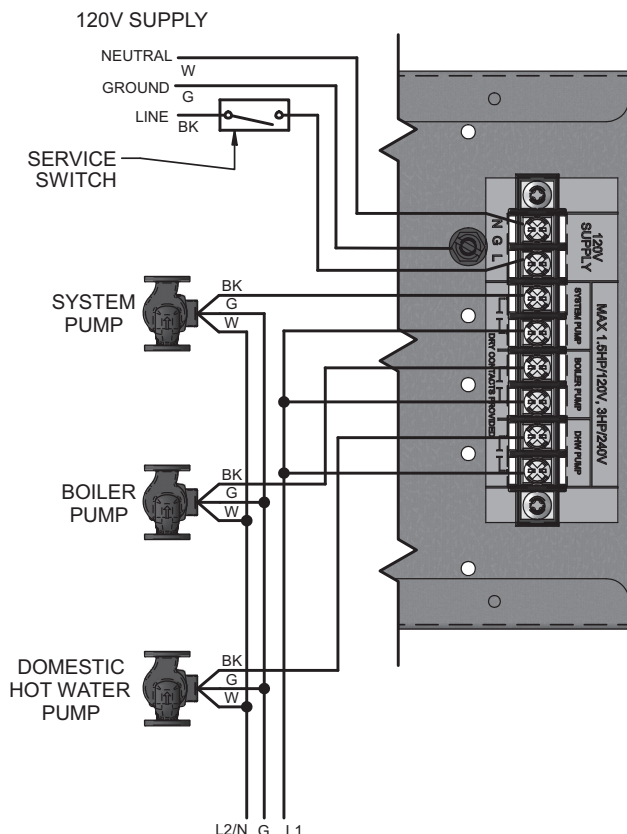 120V SUPPLY
NEUTRAL
W
GROUND
G
LINE
BK
SERVICE
SWITCH
N G L
120V
SUPPLY
SYSTEM
PUMP
BK
G
W
SYSTEM PUMP
BOILER PUMP
DHW PUMP
MAX 1.5HP/120V, 3HP/240V
DRY CONTACTS PROVIDED
BOILER
PUMP
BK
G
W
DOMESTIC
HOT WATER
PUMP
BK
G
W
L2/N G L1